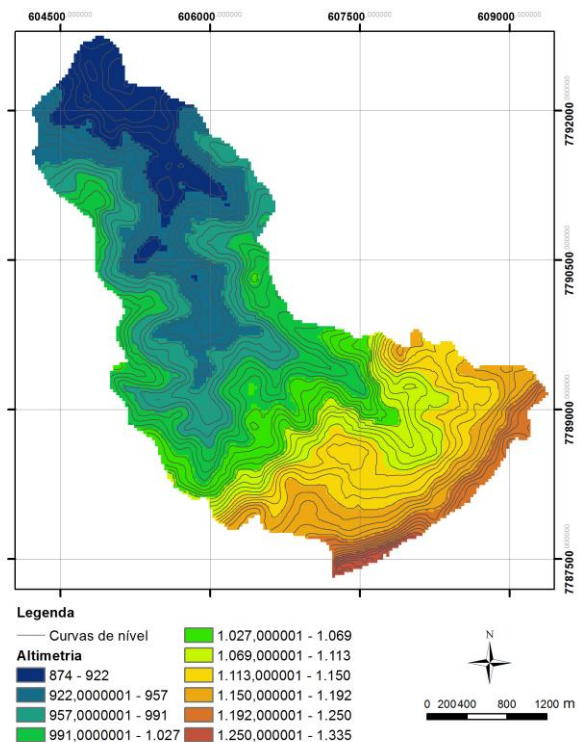 604500,000000 606000,000000 607500,000000 609000,000000
7792000,000000
7790500,000000
7789000,000000
7787500,000000
Legenda
Curvas de nível
Altimetria
874 - 922
922,0000001 - 957
957,0000001 - 991
991,0000001 - 1.027
1.027,000001 - 1.069
1.069,000001 - 1.113
1.113,000001 - 1.150
1.150,000001 - 1.192
1.192,000001 - 1.250
1.250,000001 - 1.335
N
0 200400 800 1200 m